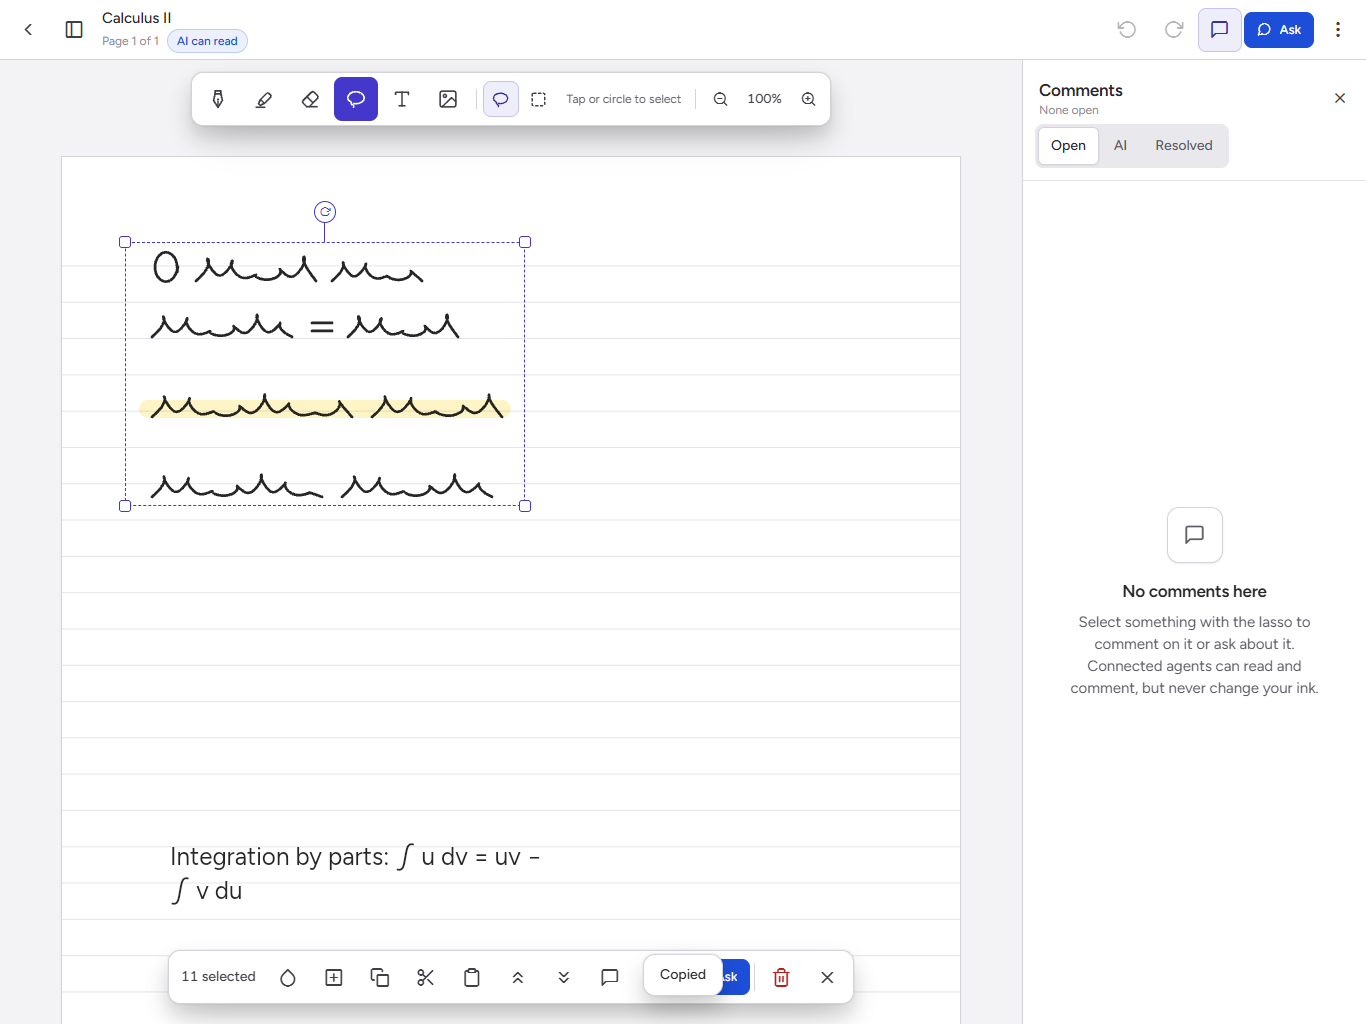 Calculus II
Page 1 of 1 AI can read
Ask
Tap or circle to select 100%
Comments
None open
Open AI Resolved
0
=
Integration by parts: ∫ u dv = uv −
∫ v du
No comments here
Select something with the lasso to
comment on it or ask about it.
Connected agents can read and
comment, but never change your ink.
11 selected Copied